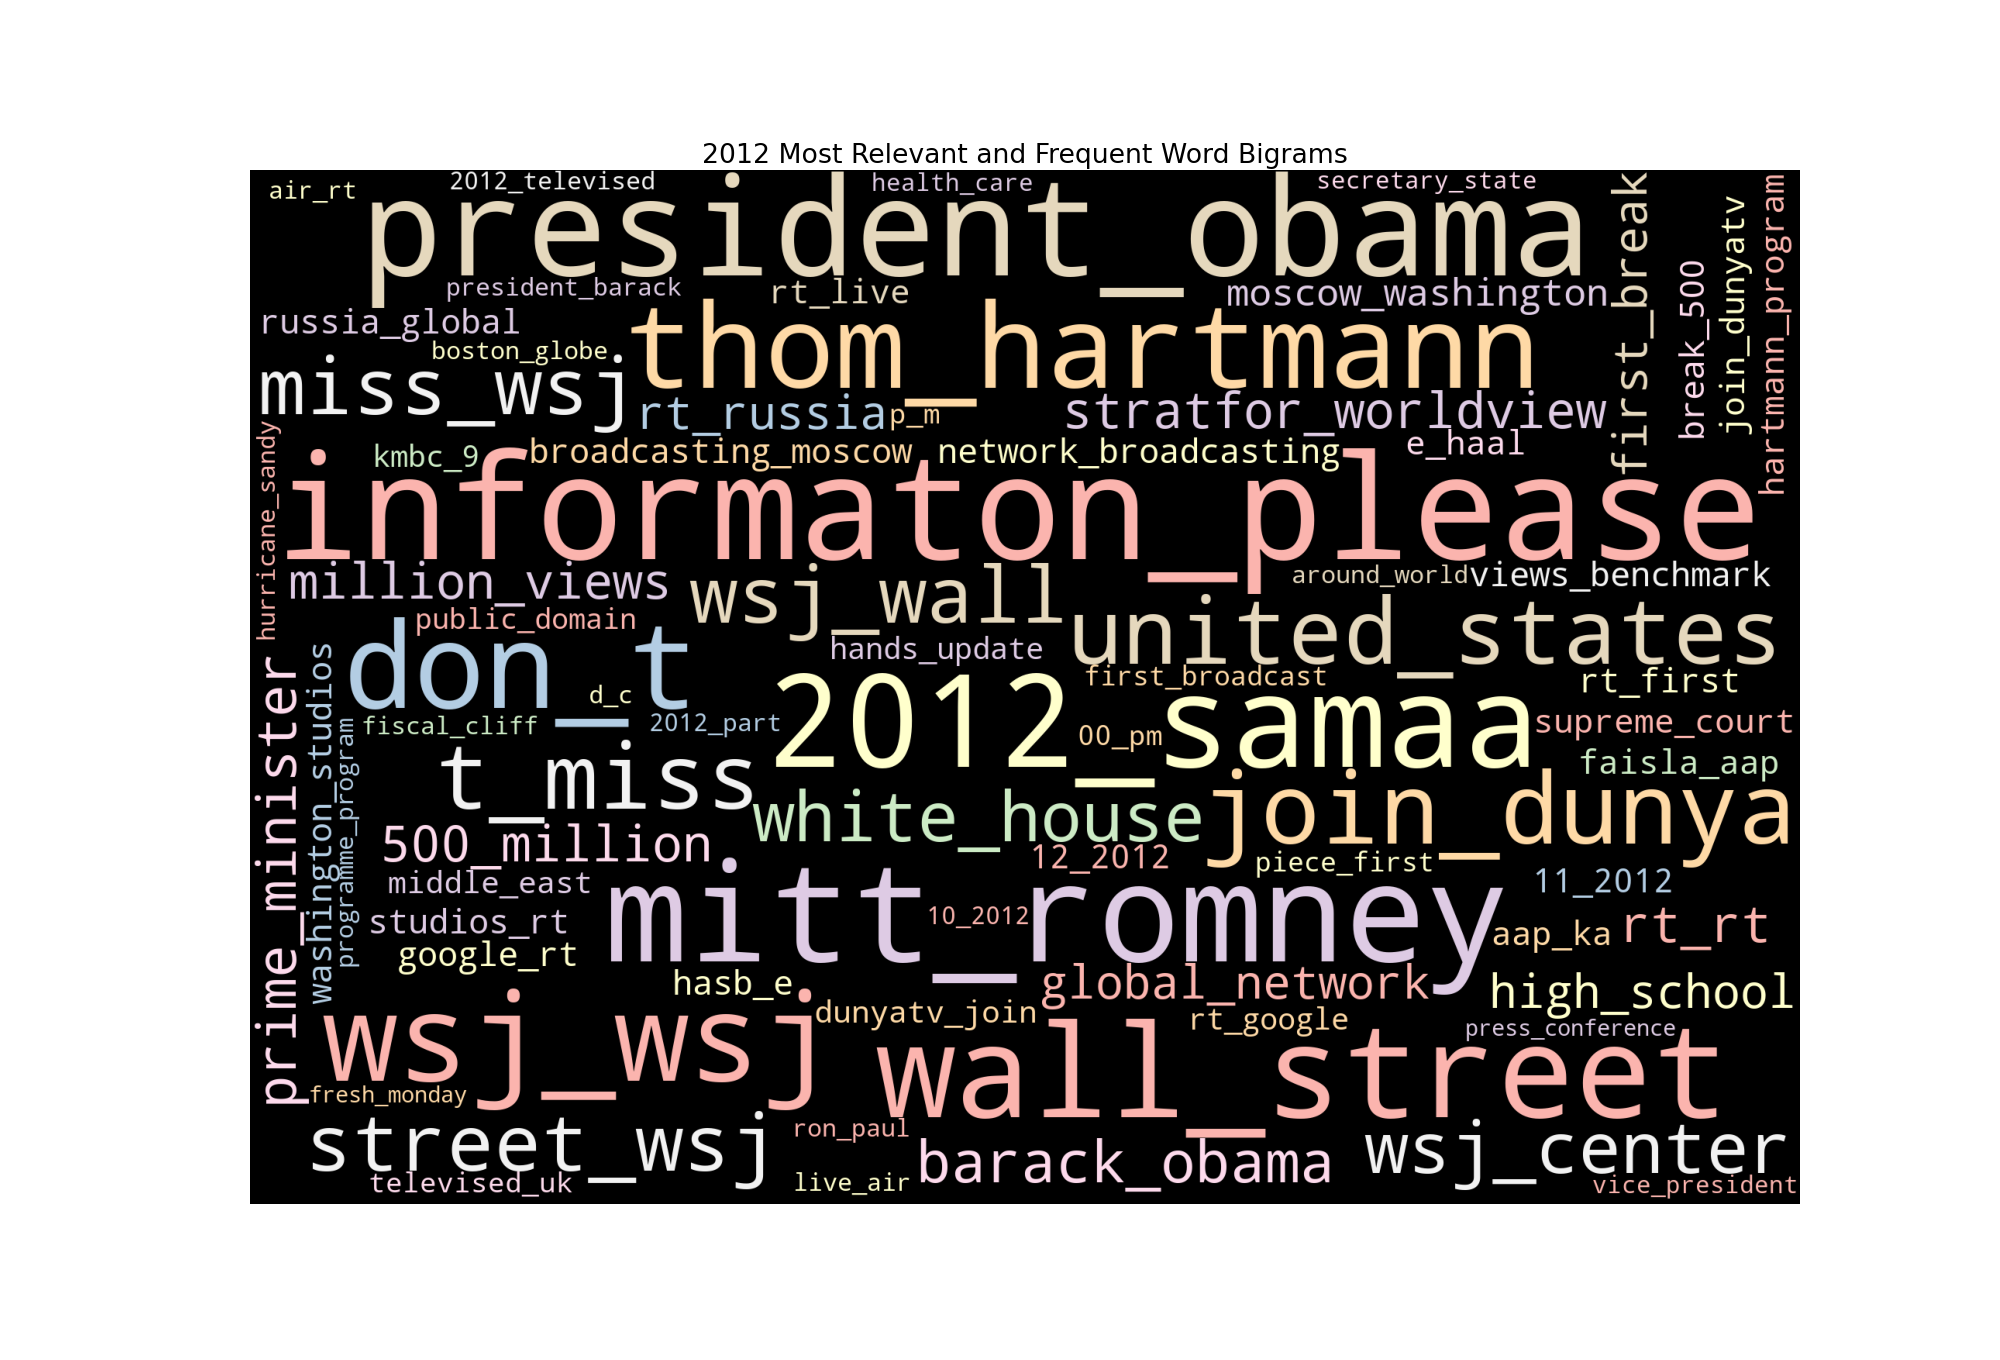 2012 Most Relevant and Frequent Word Bigrams
air_rt
2012_televised
health_care
secretary_state
president_obama
first_break
join_dunyatv
hartmann_program
break_500
president_barack
rt_live
moscow_washington
russia_global
thom_hartmann
boston_globe
miss_wsj
rt_russia
p_m
stratfor_worldview
kmbc_9
broadcasting_moscow
network_broadcasting
e_haal
hurricane_sandy
informaton_please
million_views
wsj_wall
around_world
views_benchmark
public_domain
united_states
don_t
hands_update
first_broadcast
rt_first
prime_minister
washington_studios
d_c
2012_samaa
fiscal_cliff
2012_part
00_pm
supreme_court
programme_program
t_miss
faisla_aap
join_dunya
white_house
500_million
12_2012
piece_first
middle_east
mitt_romney
11_2012
studios_rt
10_2012
aap_ka
rt_rt
google_rt
hasb_e
global_network
high_school
wsj_wsj
dunyatv_join
rt_google
press_conference
wall_street
fresh_monday
street_wsj
ron_paul
barack_obama
wsj_center
televised_uk
live_air
vice_president